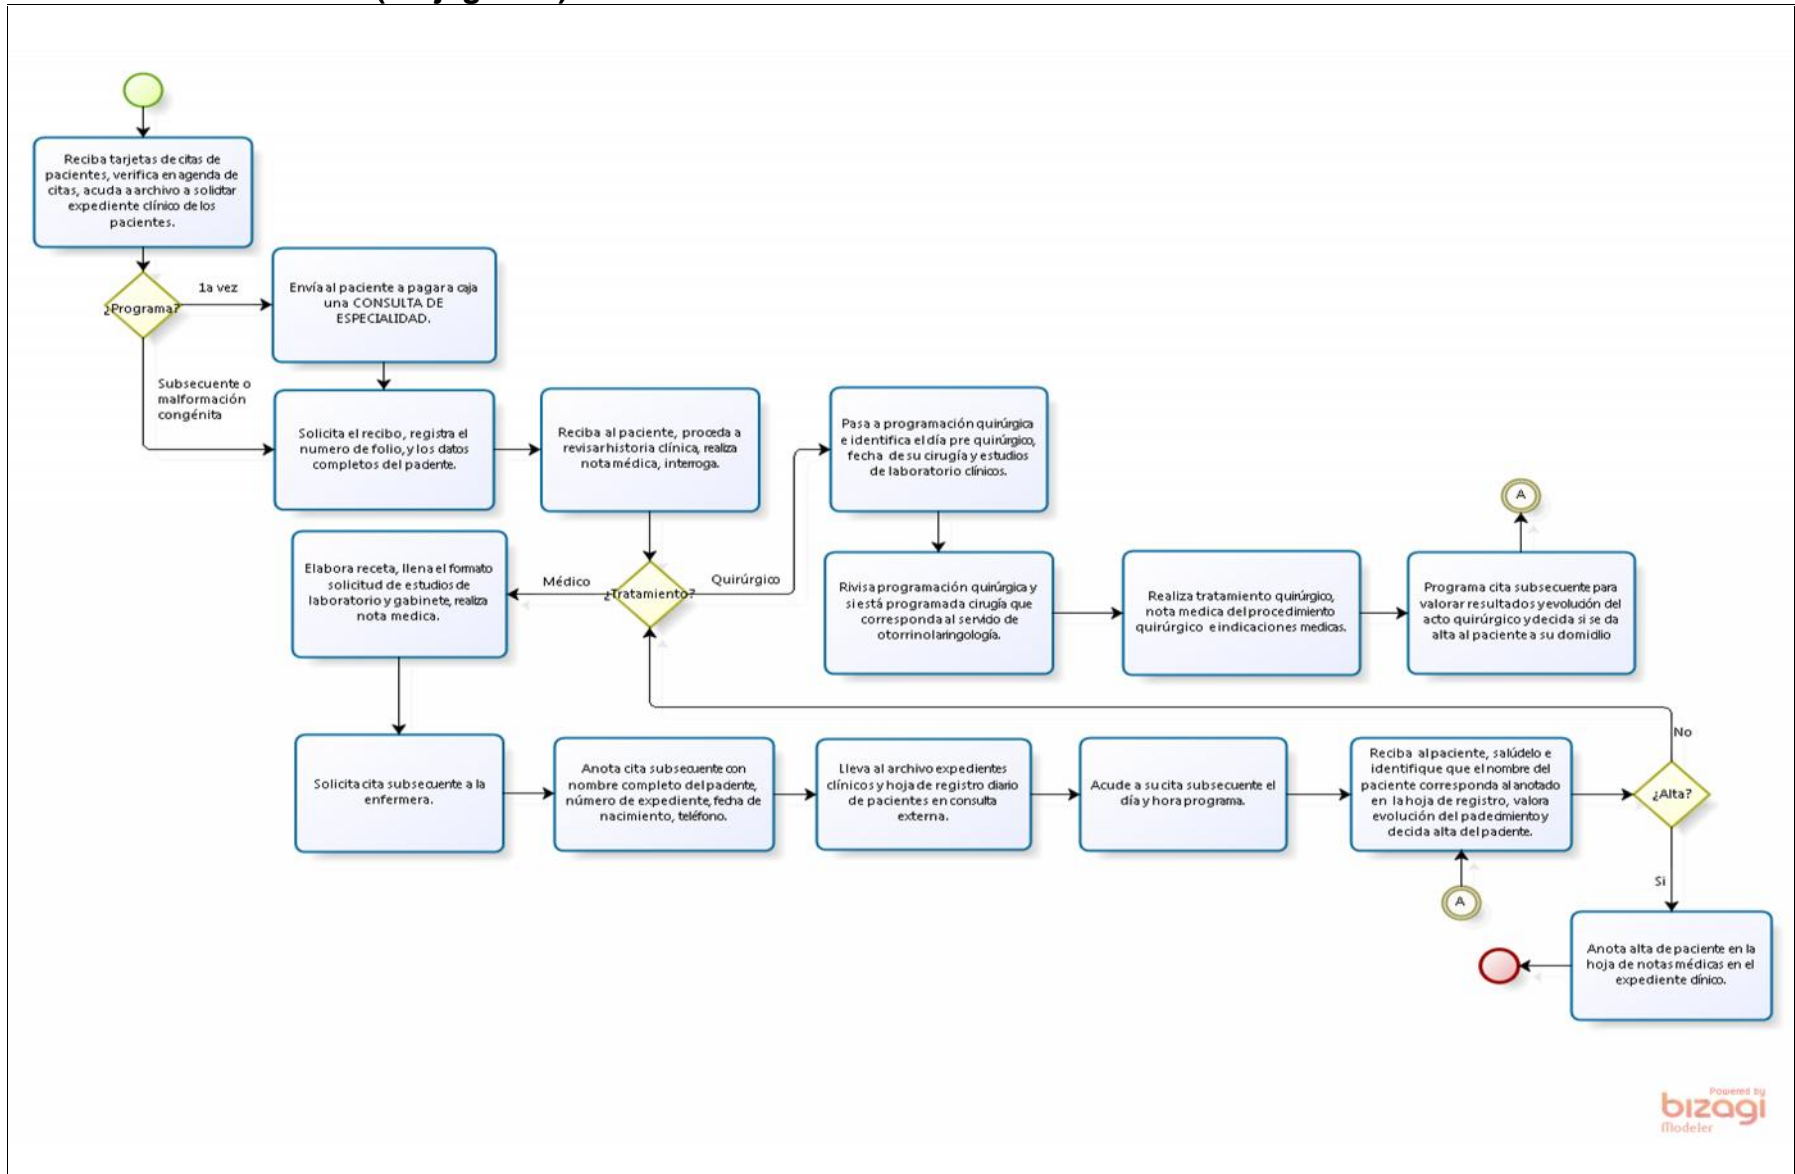 Reciba tarjetas de citas de
pacientes, verifica en agenda de
citas, acuda a archivo a solicitar
expediente clínico de los
pacientes.
¿Programa?
1a vez
Envía al paciente a pagar a caja
una CONSULTA DE
ESPECIALIDAD.
Subsecuente o
malformación
congénita
Solicita el recibo, registra el
numero de folio, y los datos
completos del paciente.
Reciba al paciente, proceda a
revisar historia clínica, realiza
nota médica, interroga.
Pasa a programación quirúrgica
e identifica el día pre quirúrgico,
fecha de su cirugía y estudios
de laboratorio clínicos.
A
Elabora receta, llena el formato
solicitud de estudios de
laboratorio y gabinete, realiza
nota medica.
Médico
¿Tratamiento?
Quirúrgico
Rivisa programación quirúrgica y
si está programada cirugía que
corresponda al servicio de
otorrinolaringología.
Realiza tratamiento quirúrgico,
nota medica del procedimiento
quirúrgico e indicaciones medicas.
Programa cita subsecuente para
valorar resultados y evolución del
acto quirúrgico y decida si se da
alta al paciente a su domicilio
No
Solicita cita subsecuente a la
enfermera.
Anota cita subsecuente con
nombre completo del paciente,
número de expediente, fecha de
nacimiento, teléfono.
Lleva al archivo expedientes
clínicos y hoja de registro diario
de pacientes en consulta
externa.
Acude a su cita subsecuente el
día y hora programa.
Reciba al paciente, salúdelo e
identifique que el nombre del
paciente corresponda al anotado
en la hoja de registro, valora
evolución del padecimiento y
decida alta del paciente.
¿Alta?
Si
A
Anota alta de paciente en la
hoja de notas médicas en el
expediente clínico.
Powered by
bizagi
Modeler